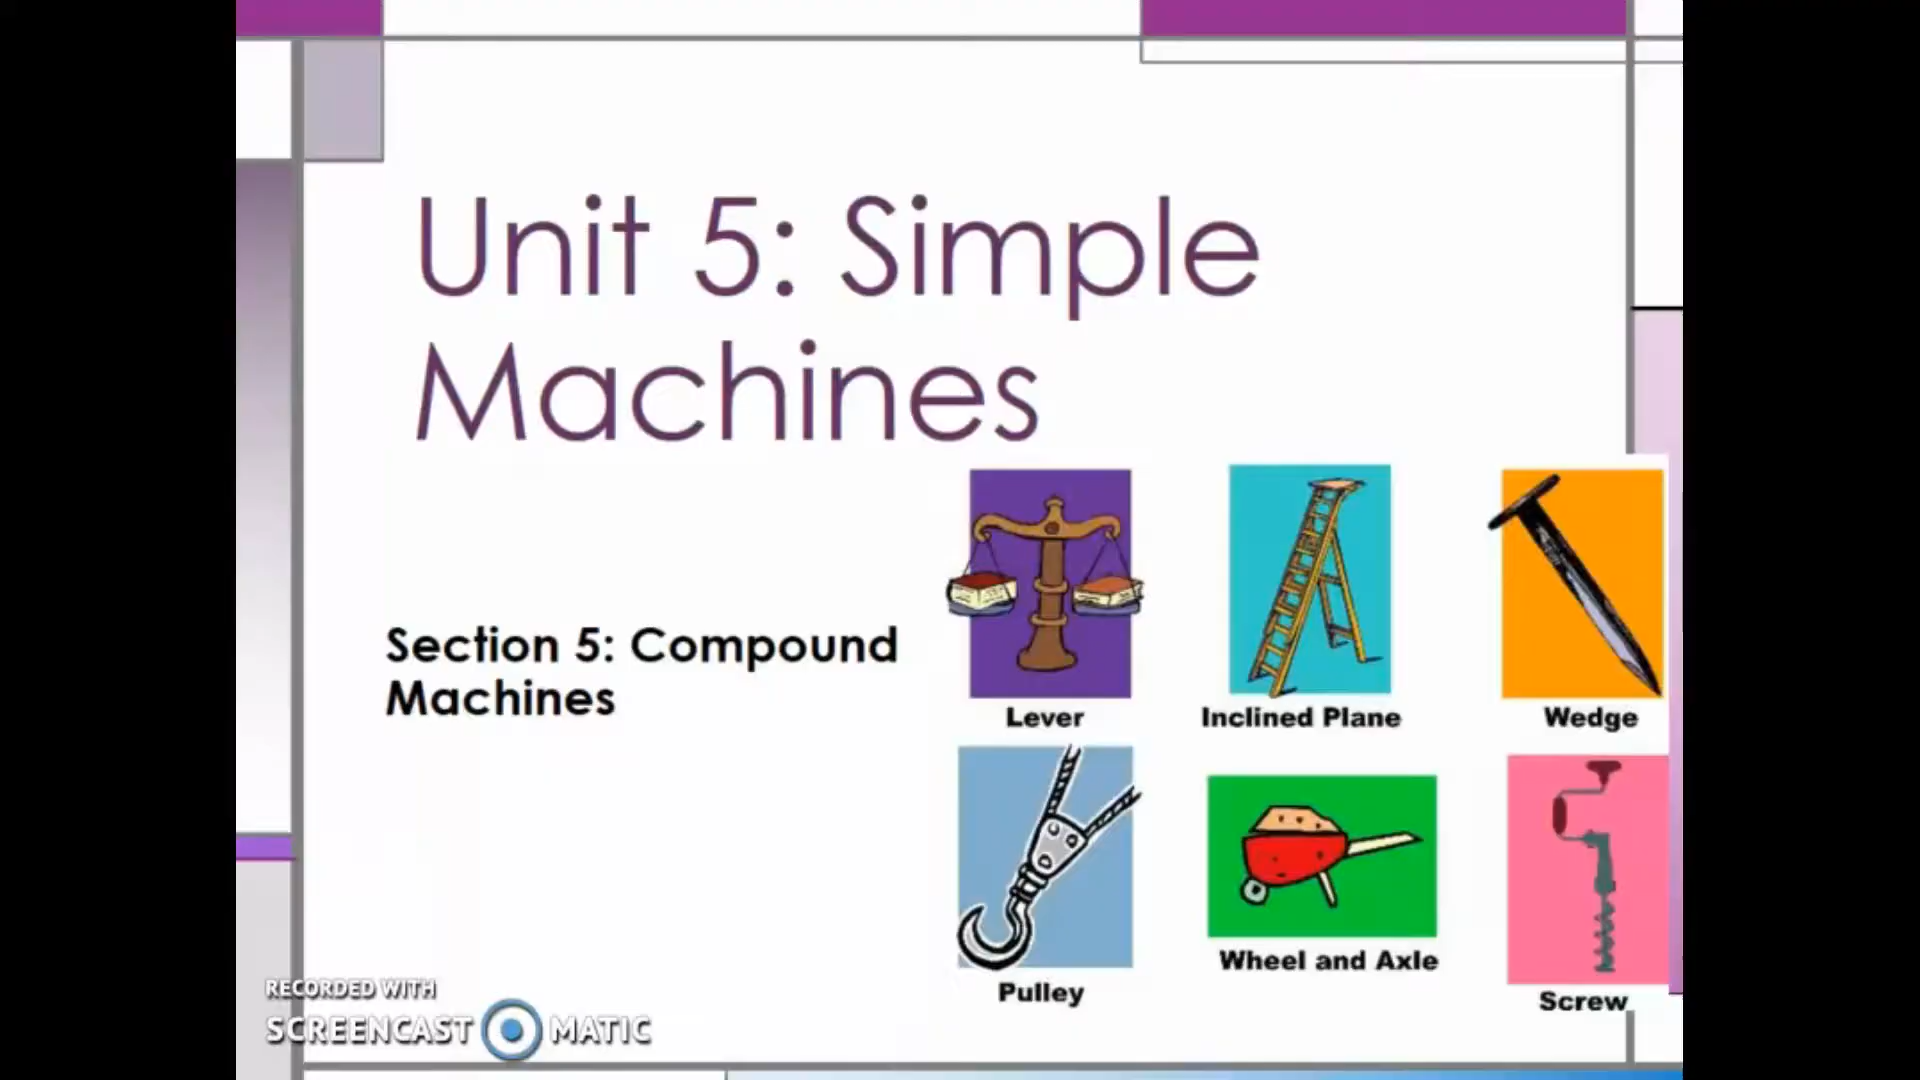 Unit 5: Simple
Machines
Section 5: Compound
Machines
Lever
Inclined Plane
Wedge
Pulley
Wheel and Axle
Screw
RECORDED WITH
SCREENCAST MATIC